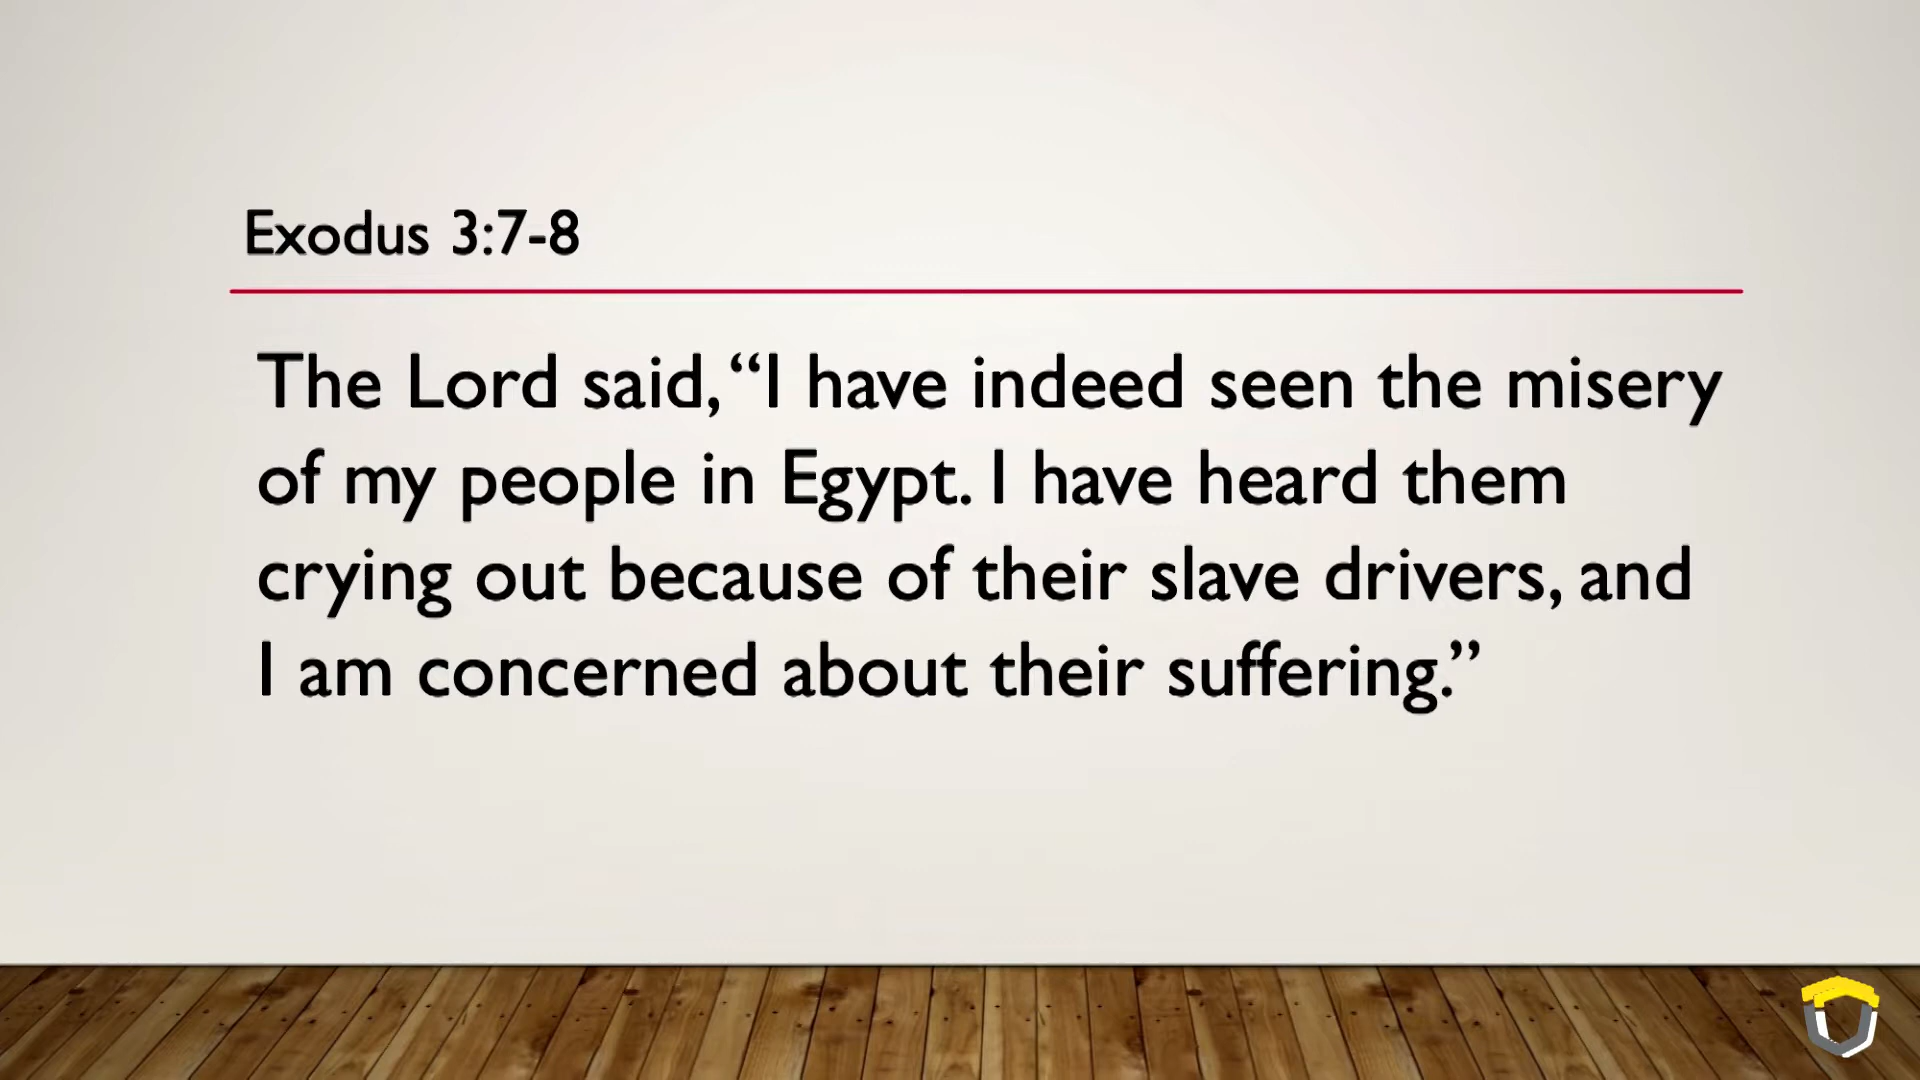 Exodus 3:7-8
The Lord said, “I have indeed seen the misery
of my people in Egypt. I have heard them
crying out because of their slave drivers, and
I am concerned about their suffering.”